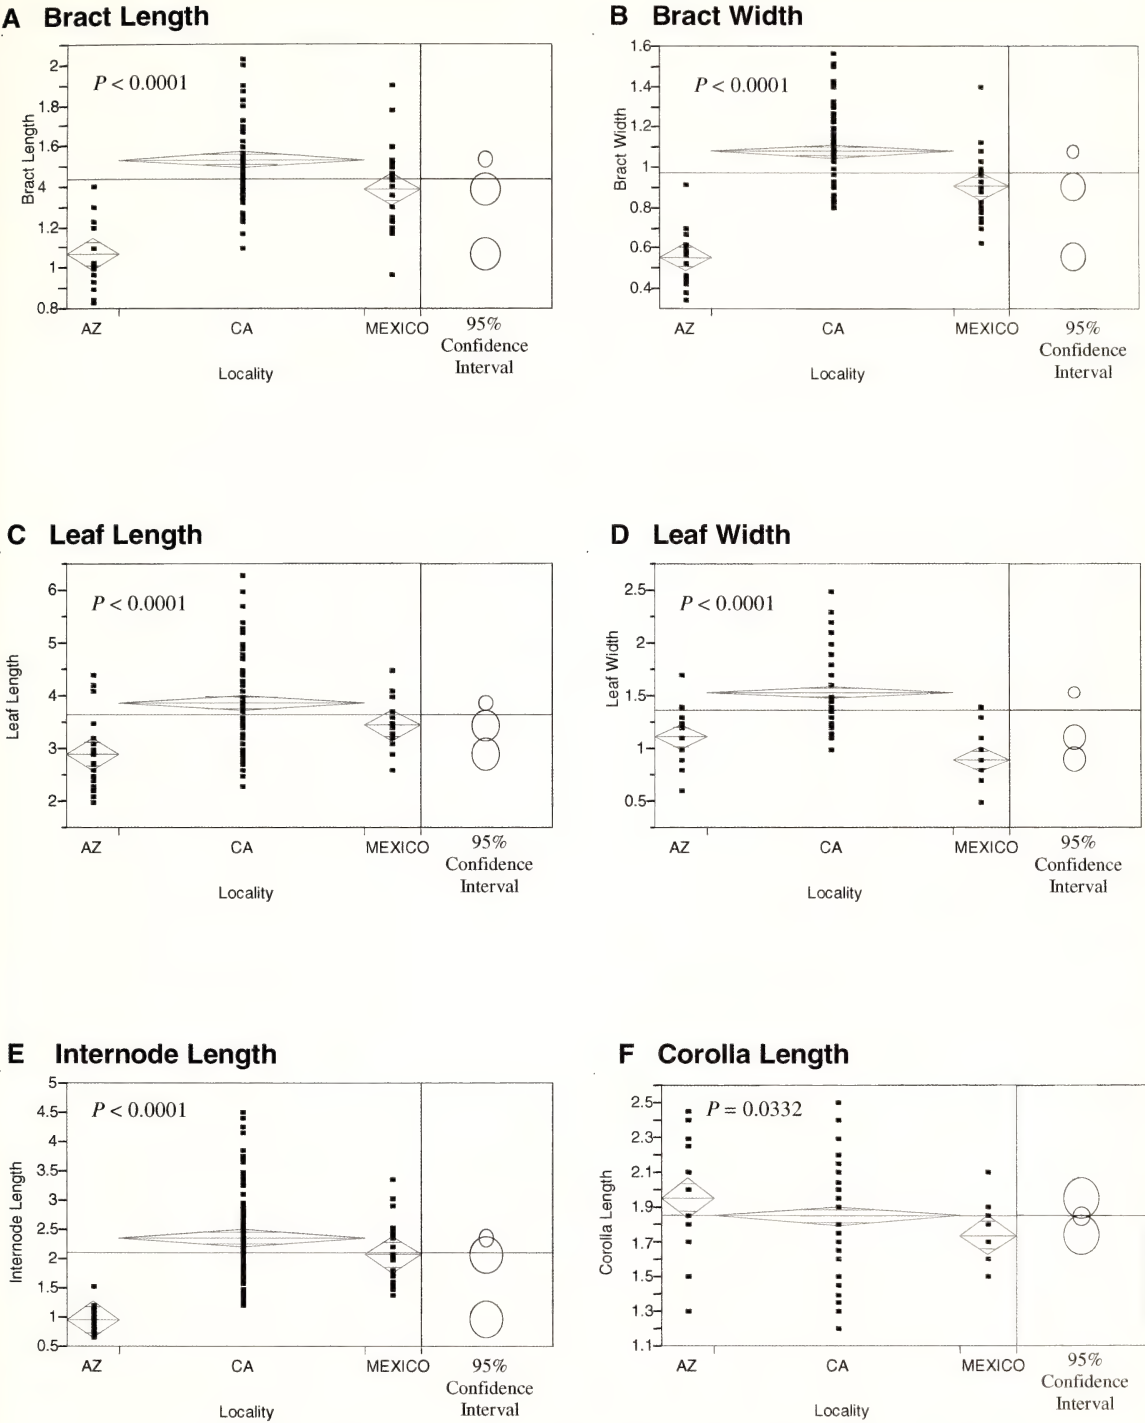 A Bract Length
2
1.8
1.6
4
1.2
1
0.8
Bract Length
P < 0.0001
AZ CA MEXICO 95%
Confidence
Interval
Locality
B Bract Width
1.6
1.4
1.2
1
0.8
0.6
0.4
Bract Width
P < 0.0001
AZ CA MEXICO 95%
Confidence
Interval
Locality
C Leaf Length
6
5
4
3
2
Leaf Length
P < 0.0001
AZ CA MEXICO 95%
Confidence
Interval
Locality
D Leaf Width
2.5
2
1.5
1
0.5
Leaf Width
P < 0.0001
AZ CA MEXICO 95%
Confidence
Interval
Locality
E Internode Length
5
4.5
4
3.5
3
2.5
2
1.5
1
0.5
Internode Length
P < 0.0001
AZ CA MEXICO 95%
Confidence
Interval
Locality
F Corolla Length
2.5
2.3
2.1
1.9
1.7
1.5
1.3
1.1
Corolla Length
P = 0.0332
AZ CA MEXICO 95%
Confidence
Interval
Locality